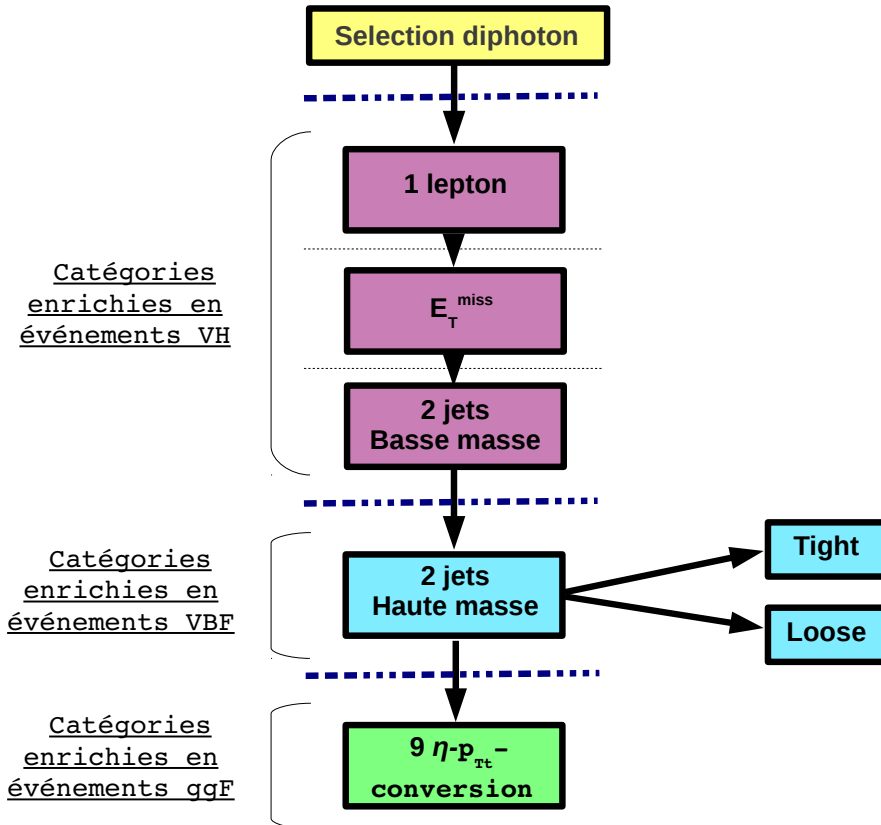 Selection diphoton
1 lepton
Catégories
enrichies en
événements VH
E_T^miss
2 jets
Basse masse
Catégories
enrichies en
événements VBF
2 jets
Haute masse
Tight
Loose
Catégories
enrichies en
événements ggF
9 η-p_Tt-
conversion